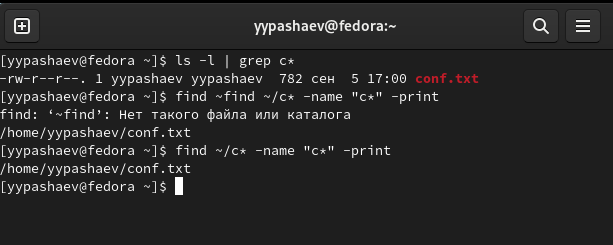 yypashaev@fedora:~
[yypashaev@fedora ~]$ ls -l | grep c*
-rw-r--r--. 1 yypashaev yypashaev  782 сен  5 17:00 conf.txt
[yypashaev@fedora ~]$ find ~find ~/c* -name "c*" -print
find: ‘~find’: Нет такого файла или каталога
/home/yypashaev/conf.txt
[yypashaev@fedora ~]$ find ~/c* -name "c*" -print
/home/yypashaev/conf.txt
[yypashaev@fedora ~]$